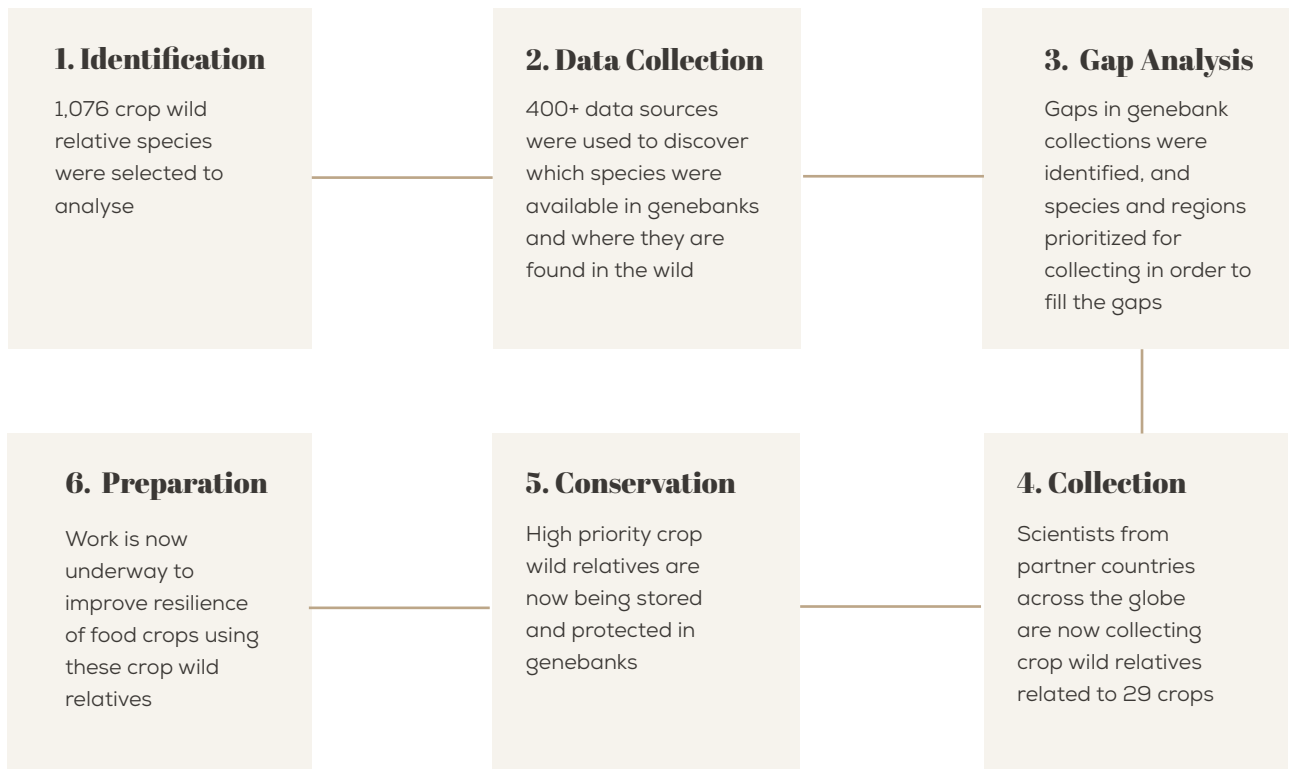 1. Identification
1,076 crop wild
relative species
were selected to
analyse
2. Data Collection
400+ data sources
were used to discover
which species were
available in genebanks
and where they are
found in the wild
3. Gap Analysis
Gaps in genebank
collections were
identified, and
species and regions
prioritized for
collecting in order to
fill the gaps
4. Collection
Scientists from
partner countries
across the globe
are now collecting
crop wild relatives
related to 29 crops
5. Conservation
High priority crop
wild relatives are
now being stored
and protected in
genebanks
6. Preparation
Work is now
underway to
improve resilience
of food crops using
these crop wild
relatives